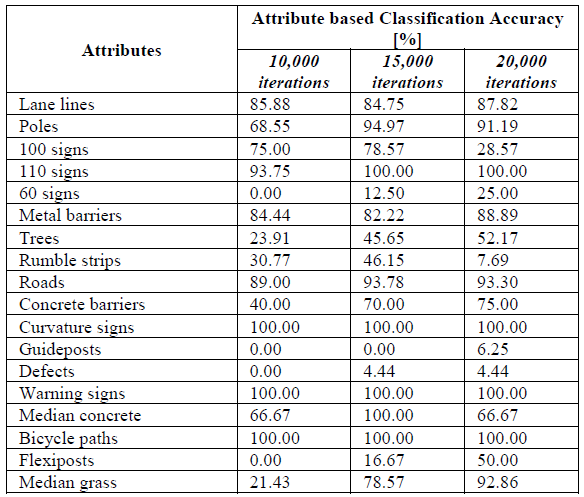 Attributes
Attribute based Classification Accuracy
[%]
10,000 15,000 20,000
iterations iterations iterations
Lane lines 85.88 84.75 87.82
Poles 68.55 94.97 91.19
100 signs 75.00 78.57 28.57
110 signs 93.75 100.00 100.00
60 signs 0.00 12.50 25.00
Metal barriers 84.44 82.22 88.89
Trees 23.91 45.65 52.17
Rumble strips 30.77 46.15 7.69
Roads 89.00 93.78 93.30
Concrete barriers 40.00 70.00 75.00
Curvature signs 100.00 100.00 100.00
Guideposts 0.00 0.00 6.25
Defects 0.00 4.44 4.44
Warning signs 100.00 100.00 100.00
Median concrete 66.67 100.00 66.67
Bicycle paths 100.00 100.00 100.00
Flexiposts 0.00 16.67 50.00
Median grass 21.43 78.57 92.86